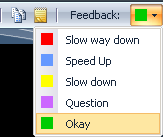 Feedback:
Slow way down
Speed Up
Slow down
Question
Okay